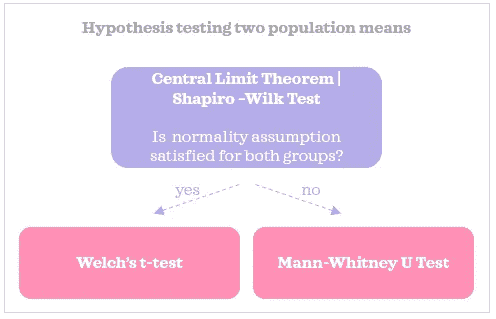 Hypothesis testing two population means
Central Limit Theorem |
Shapiro -Wilk Test
Is normality assumption
satisfied for both groups?
yes
no
Welch's t-test
Mann-Whitney U Test